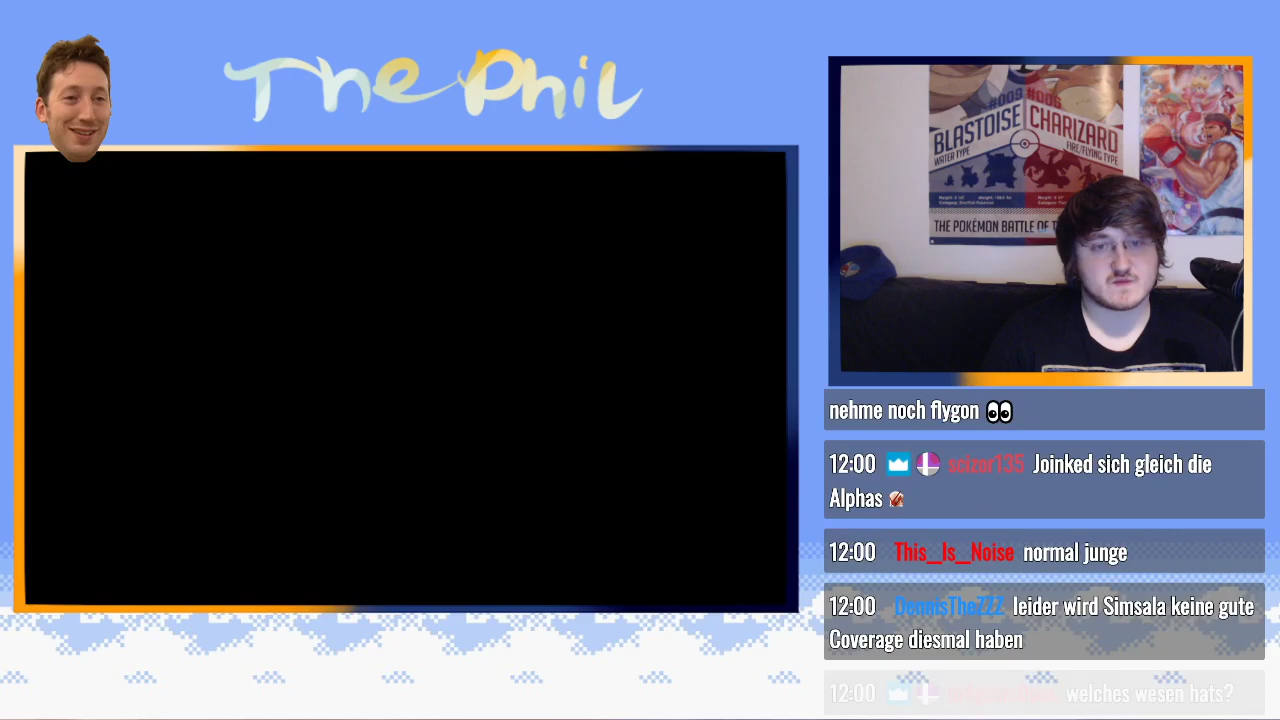 The Phil
#009 #006
BLASTOISE CHARIZARD
WATER TYPE FIRE/FLYING TYPE
THE POKÉMON BATTLE OF
nehme noch flygon
12:00 scizor135 Joinked sich gleich die
Alphas
12:00 This_Is_Noise normal junge
12:00 DennisTheZZZ leider wird Simsala keine gute
Coverage diesmal haben
12:00 welches wesen hats?